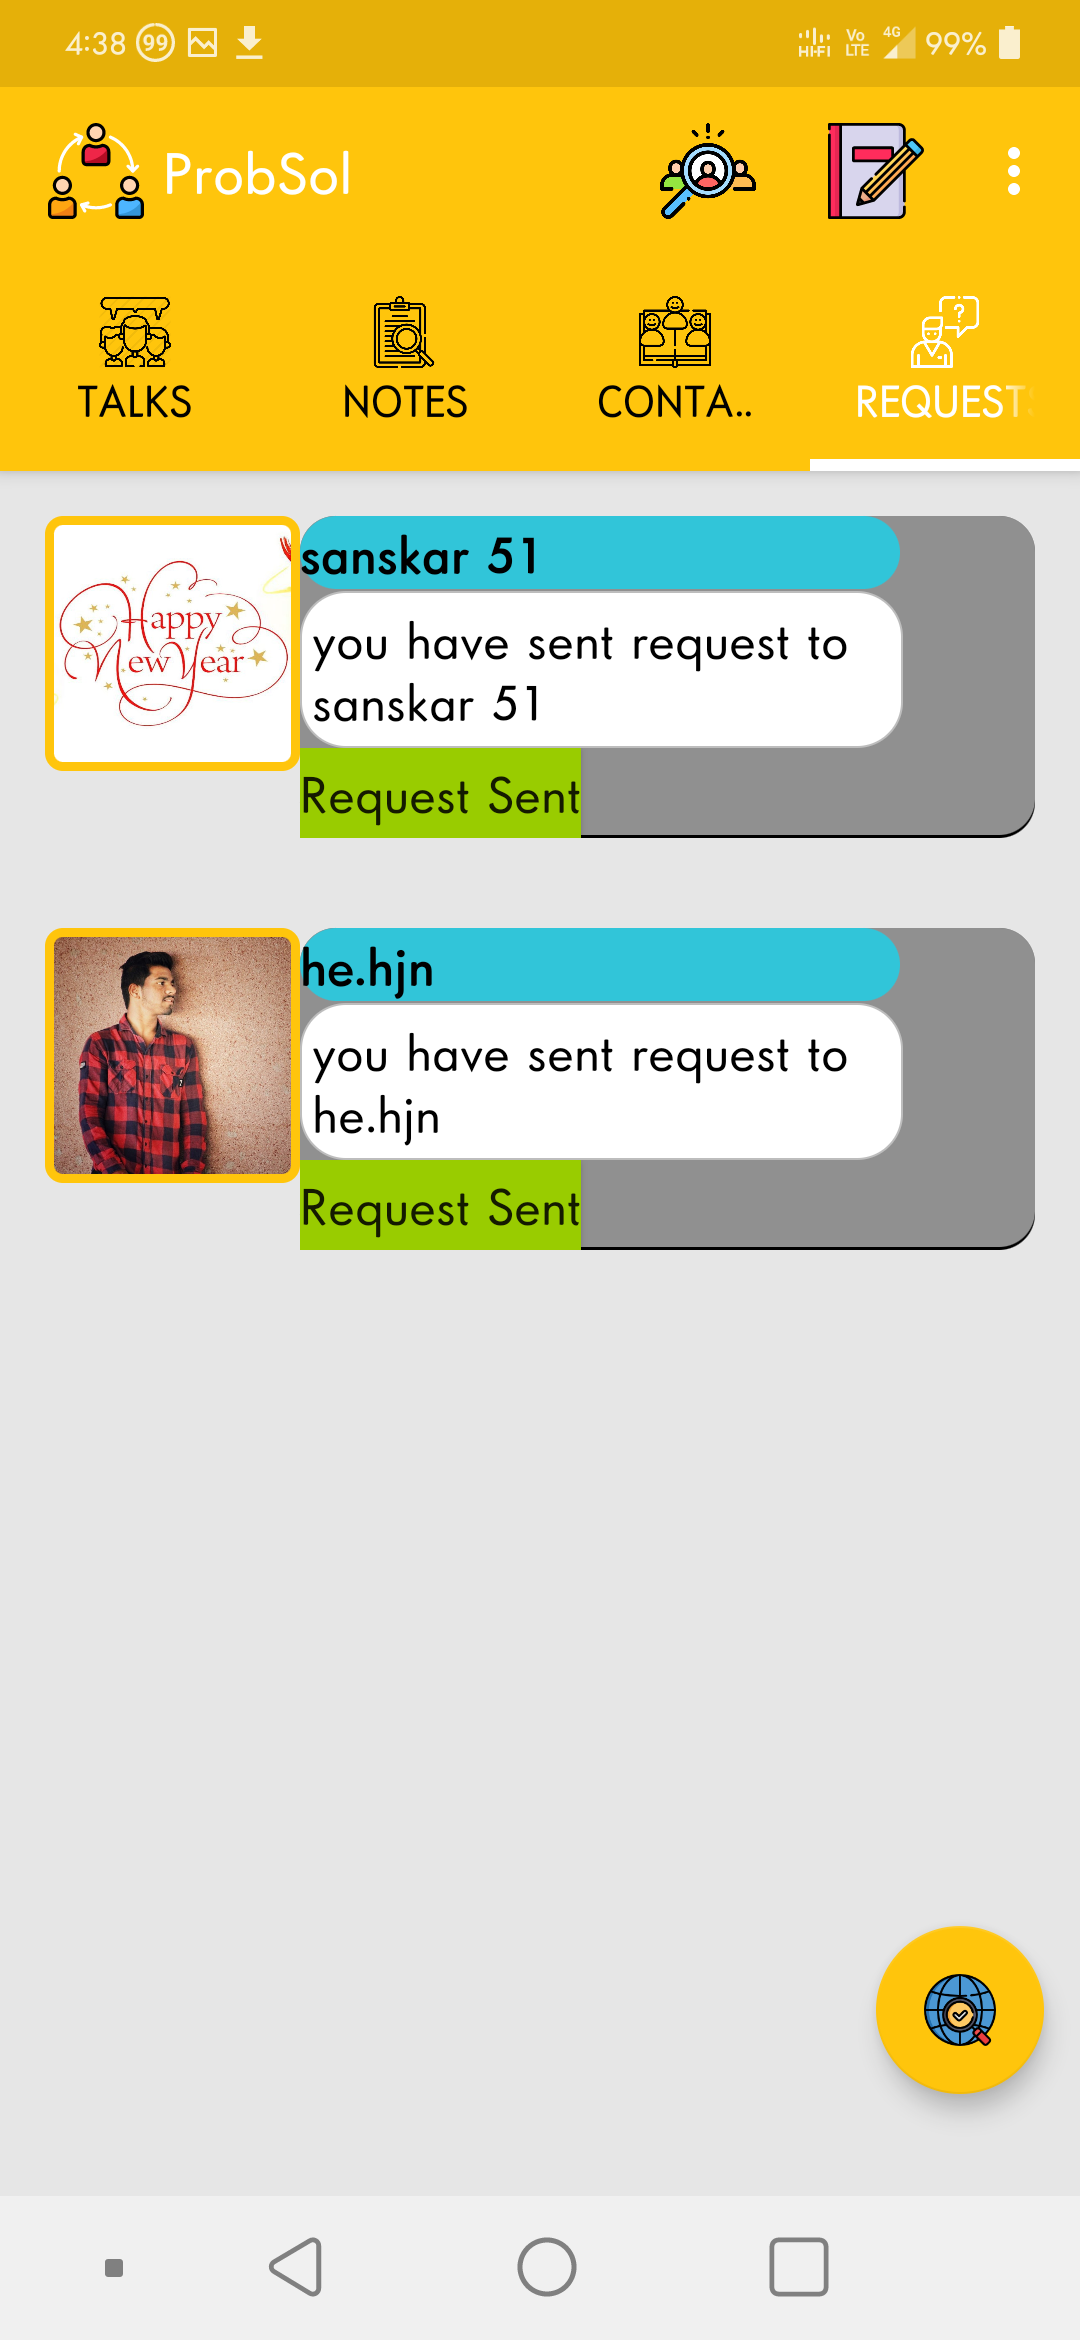 4:38 99 HI-FI Vo LTE 4G 99%
ProbSol
TALKS NOTES CONTA.. REQUESTS
Happy
New Year
sanskar 51
you have sent request to
sanskar 51
Request Sent
he.hjn
you have sent request to
he.hjn
Request Sent